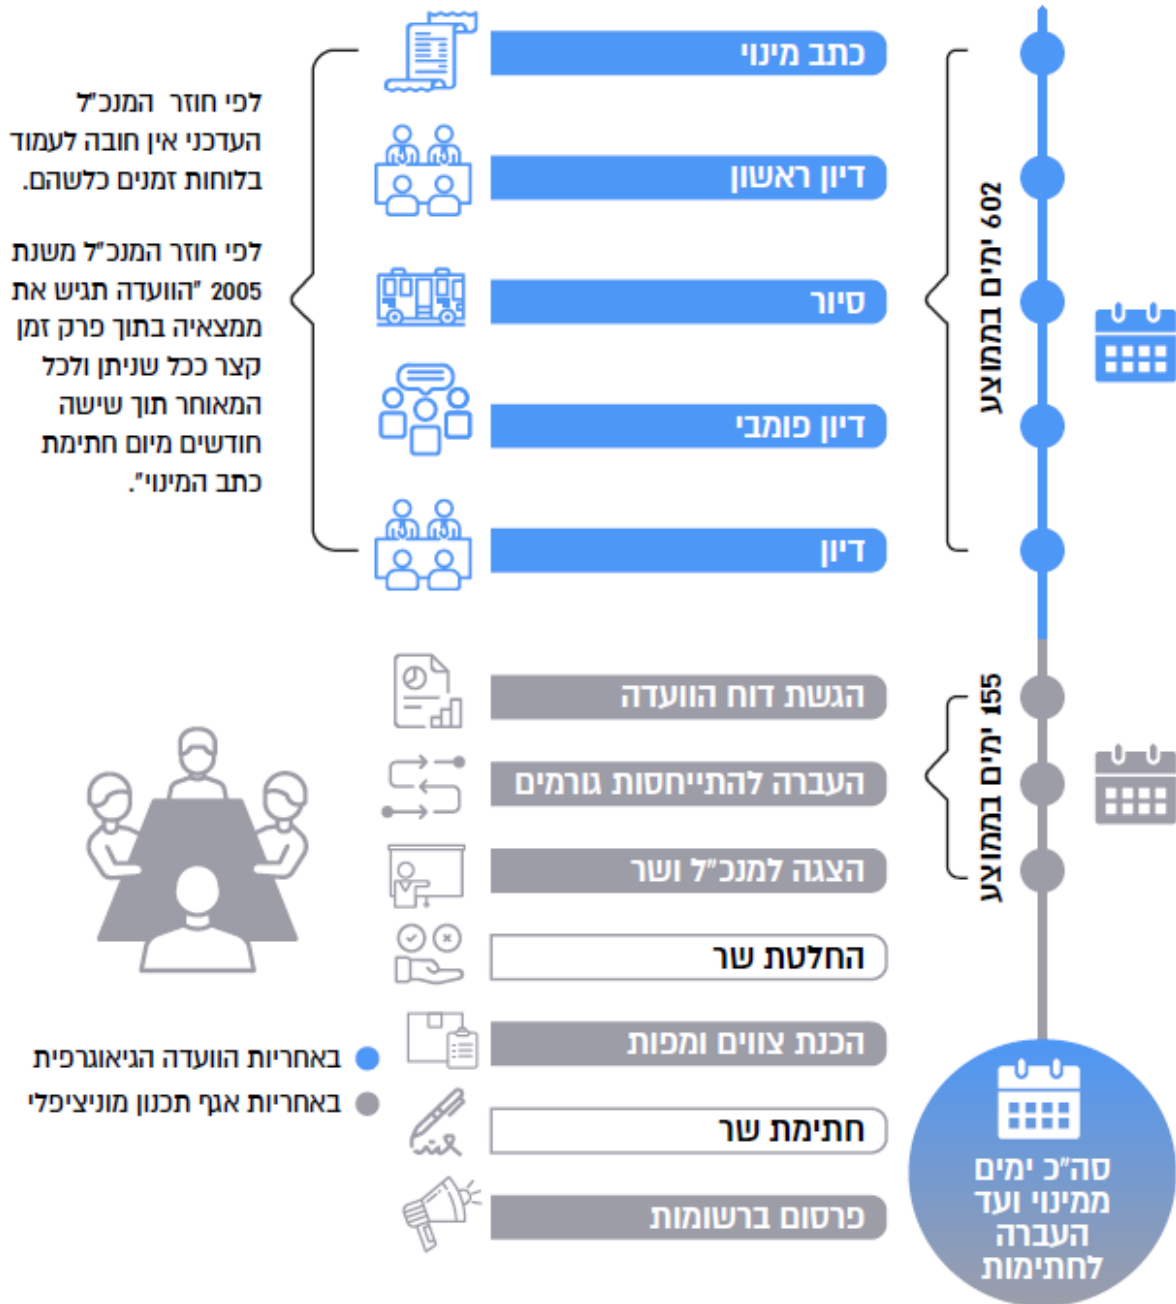 כתב מינוי
דיון ראשון
סיור
דיון פומבי
דיון
602 ימים בממוצע
לפי חוזר המנכ"ל
העדכני אין חובה לעמוד
בלוחות זמנים כלשהם.
לפי חוזר המנכ"ל משנת
2005 "הוועדה תגיש את
ממצאיה בתוך פרק זמן
קצר ככל שניתן ולכל
המאוחר תוך שישה
חודשים מיום חתימת
כתב המינוי".
הגשת דוח הוועדה
העברה להתייחסות גורמים
הצגה למנכ"ל ושר
155 ימים בממוצע
החלטת שר
הכנת צווים ומפות
חתימת שר
פרסום ברשומות
באחריות הוועדה הגיאוגרפית
באחריות אגף תכנון מוניציפלי
סה"כ ימים
ממינוי ועד
העברה
לחתימות